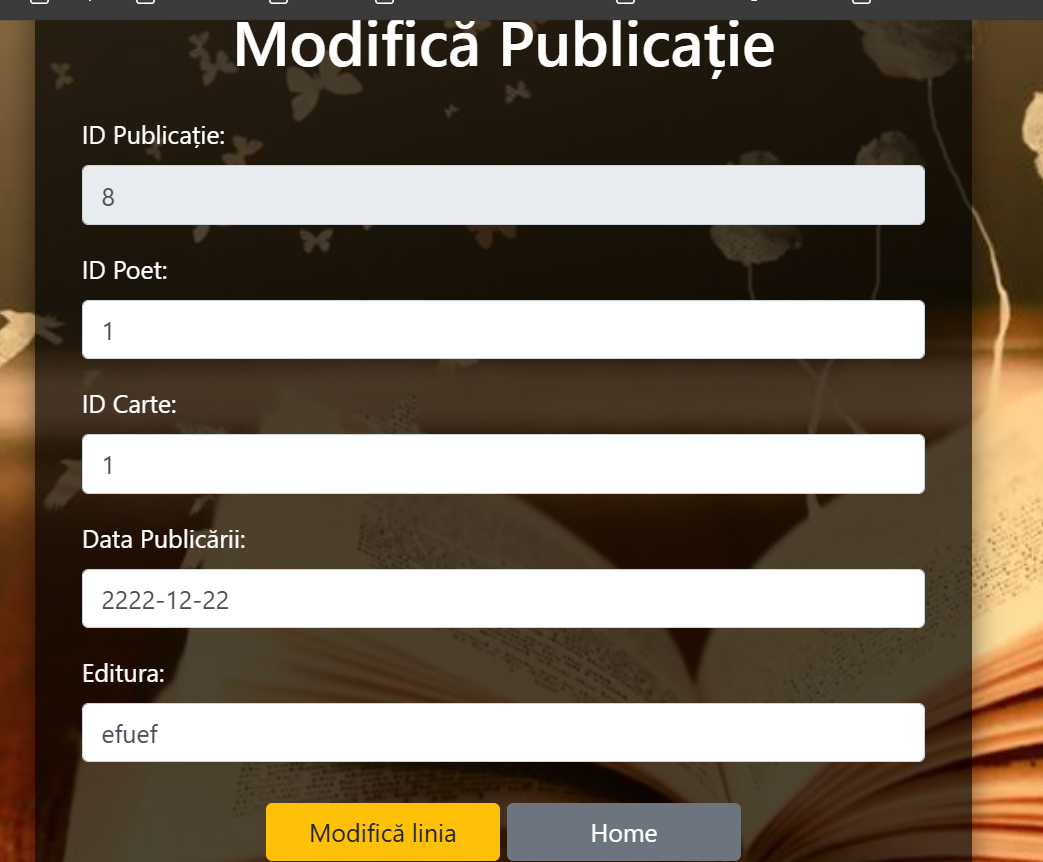 Modifică Publicație
ID Publicație:
8
ID Poet:
1
ID Carte:
1
Data Publicării:
2222-12-22
Editura:
efuef
Modifică linia
Home